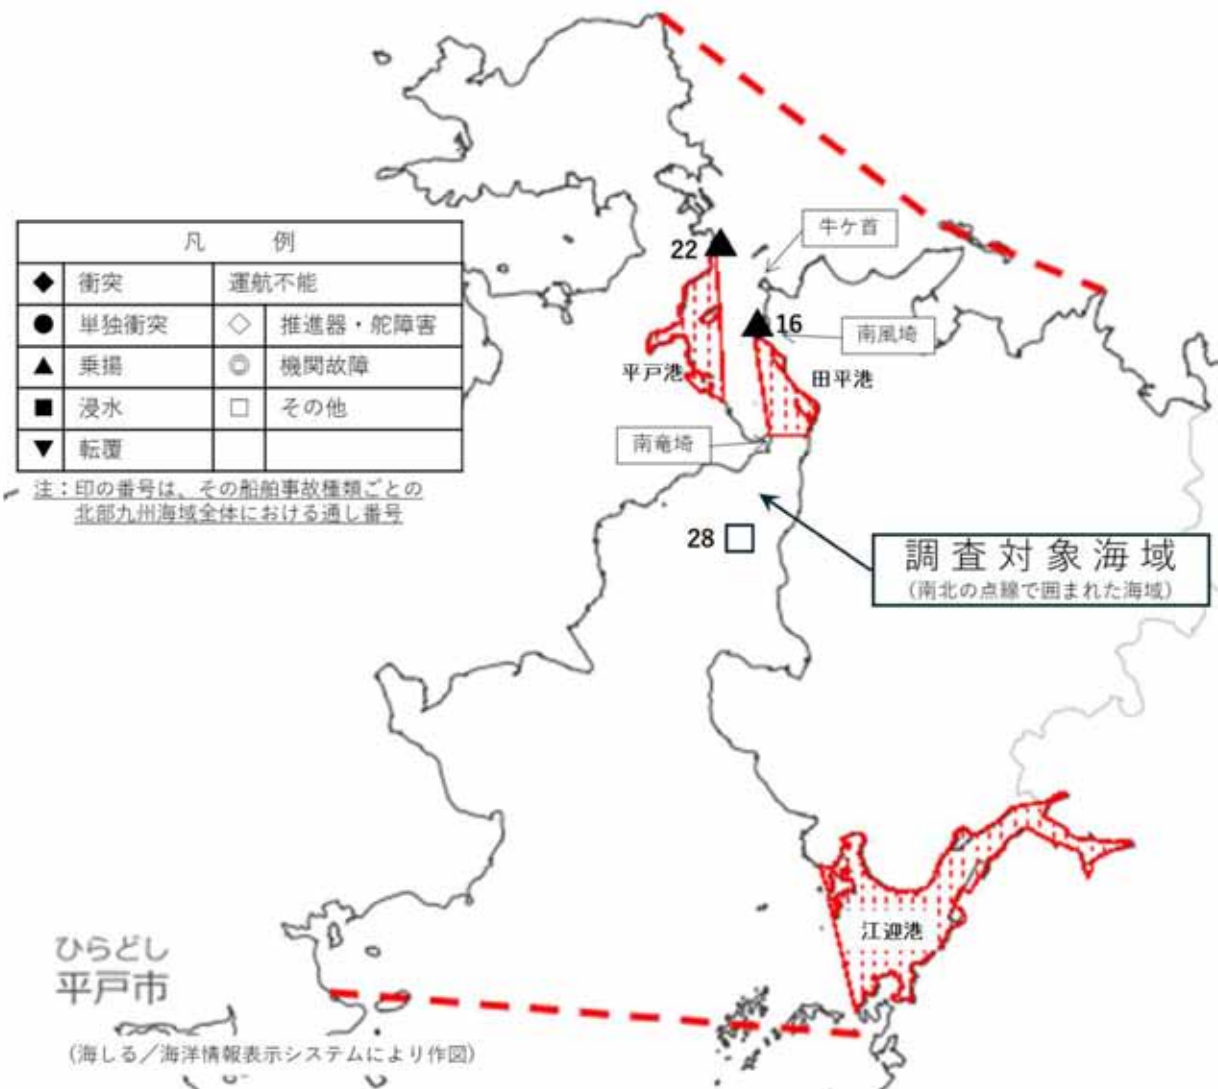 牛ケ首
22
凡 例
◆ 衝突 運航不能
● 単独衝突 ◇ 推進器・舵障害
▲ 乗揚 ◎ 機関故障
■ 浸水 □ その他
▼ 転覆
注:印の番号は、その船舶事故種類ごとの
北部九州海域全体における通し番号
16
南風埼
平戸港
田平港
南竜埼
28
調査対象海域
(南北の点線で囲まれた海域)
江迎港
ひらどし
平戸市
(海しる/海洋情報表示システムにより作図)